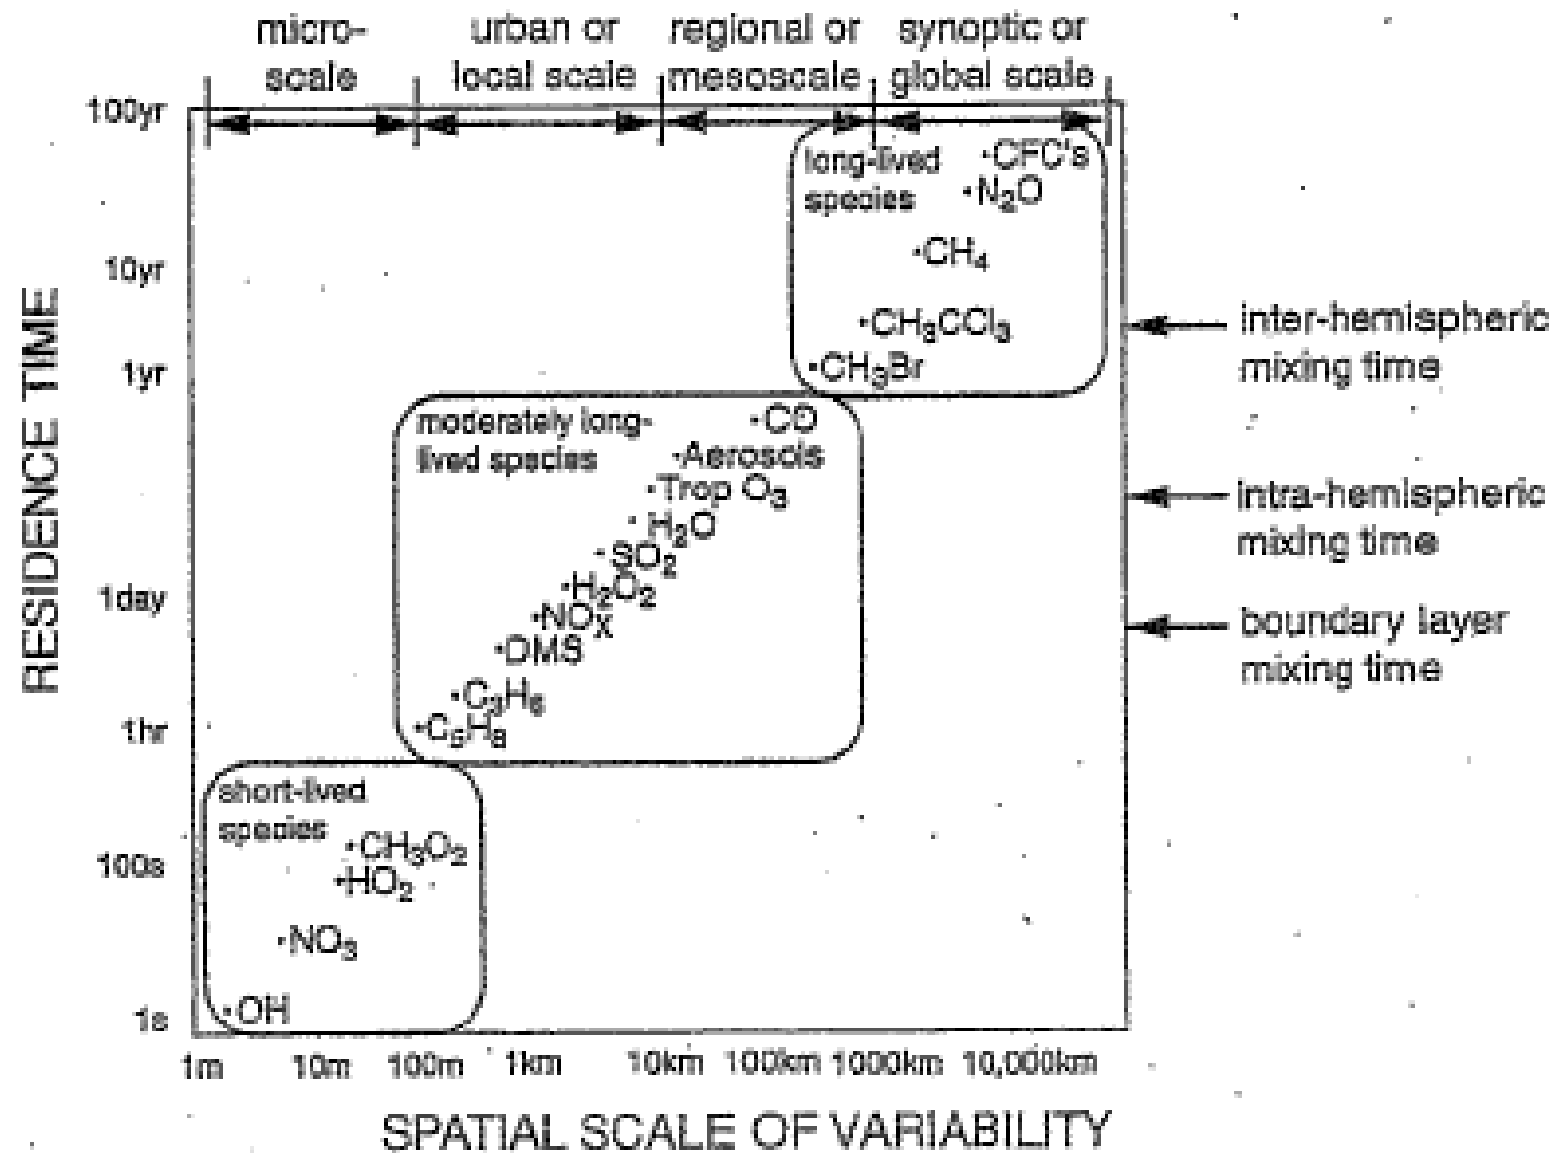 micro-
scale
urban or
local scale
regional or
mesoscale
synoptic or
global scale
100yr
10yr
1yr
1day
1hr
100s
1s
RESIDENCE TIME
long-lived
species
CFC's
N₂O
CH₄
CH₃CCl₃
CH₃Br
inter-hemispheric
mixing time
moderately long-
lived species
CO
Aerosols
Trop O₃
H₂O
SO₂
H₂O₂
NOₓ
DMS
C₃H₆
C₅H₈
intra-hemispheric
mixing time
boundary layer
mixing time
short-lived
species
CH₃O₂
HO₂
NO₃
OH
1m 10m 100m 1km 10km 100km 1000km 10,000km
SPATIAL SCALE OF VARIABILITY